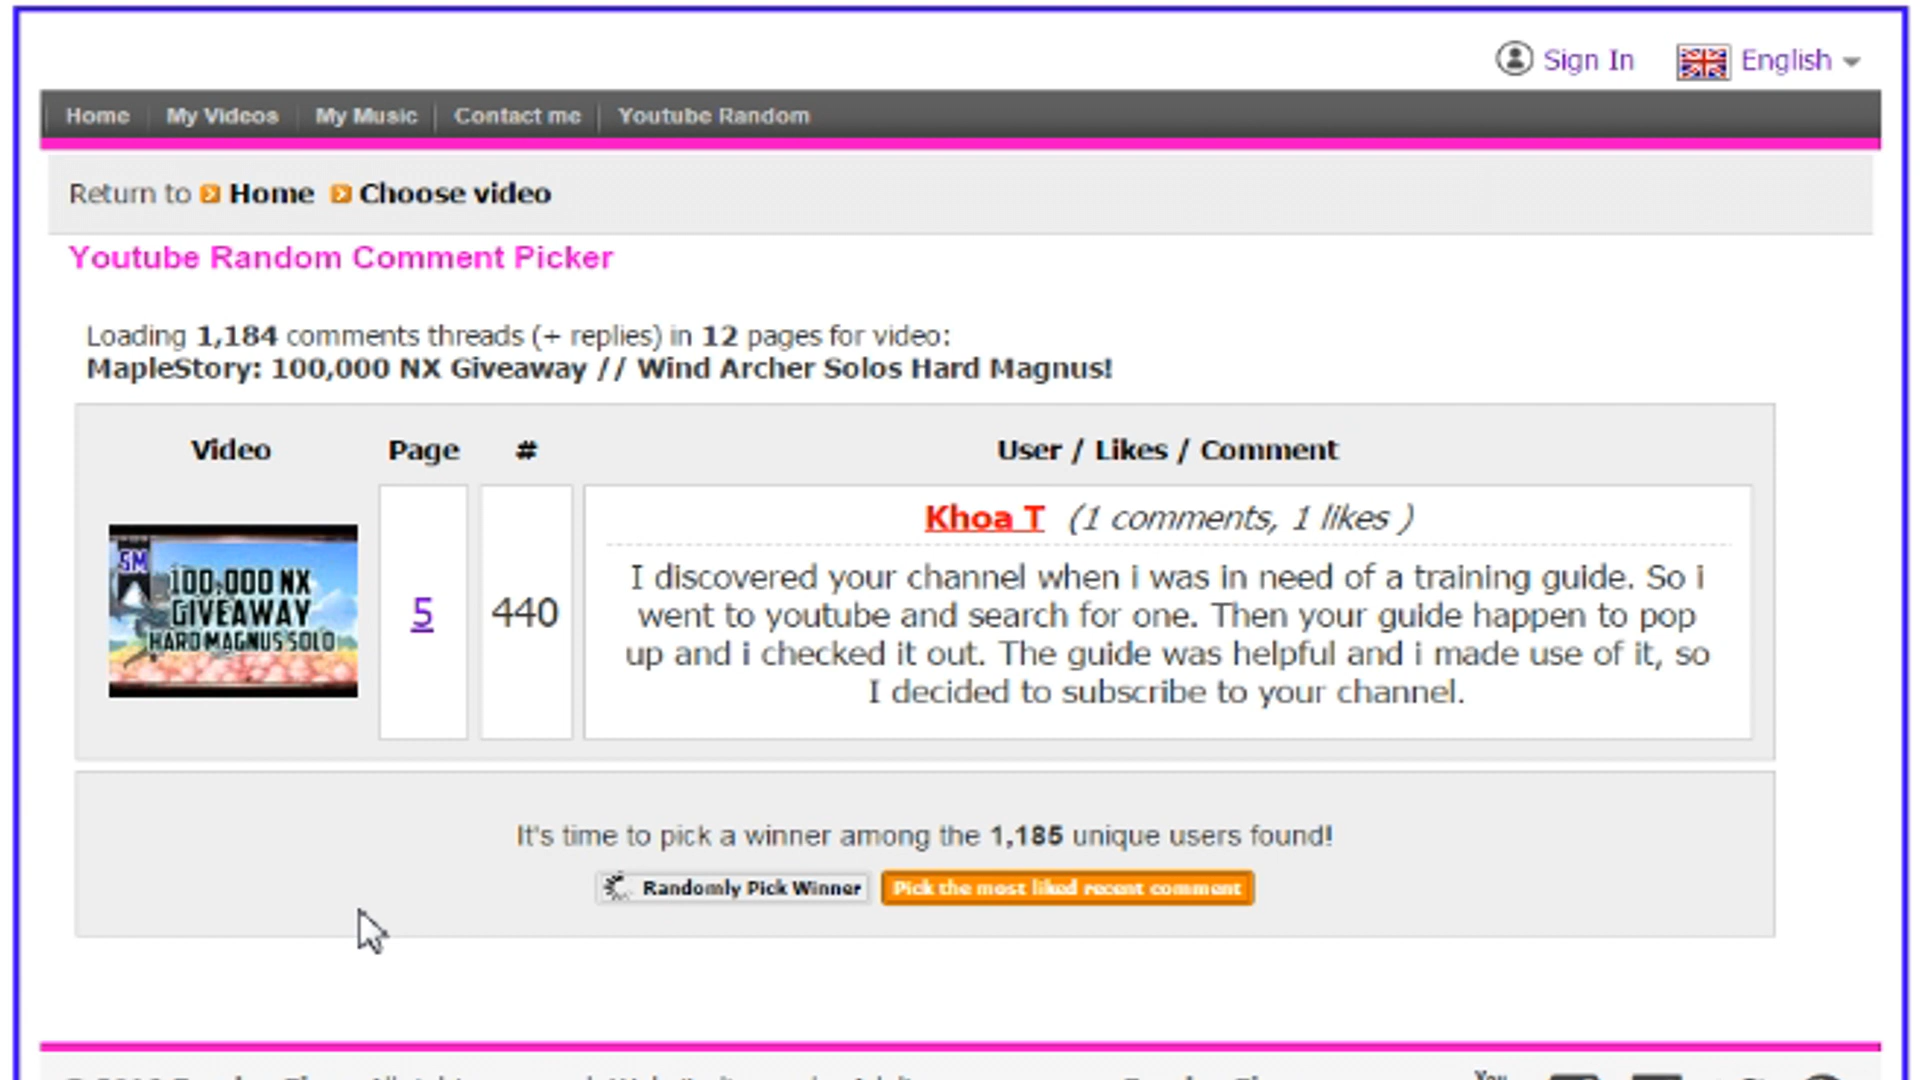 Sign In English
Home My Videos My Music Contact me Youtube Random
Return to Home Choose video
Youtube Random Comment Picker
Loading 1,184 comments threads (+ replies) in 12 pages for video:
MapleStory: 100,000 NX Giveaway // Wind Archer Solos Hard Magnus!
Video Page # User / Likes / Comment
Khoa T (1 comments, 1 likes )
SM
100,000 NX
GIVEAWAY
HARD MAGNUS SOLO
5 440
I discovered your channel when i was in need of a training guide. So i
went to youtube and search for one. Then your guide happen to pop
up and i checked it out. The guide was helpful and i made use of it, so
I decided to subscribe to your channel.
It's time to pick a winner among the 1,185 unique users found!
Randomly Pick Winner Pick the most liked recent comment